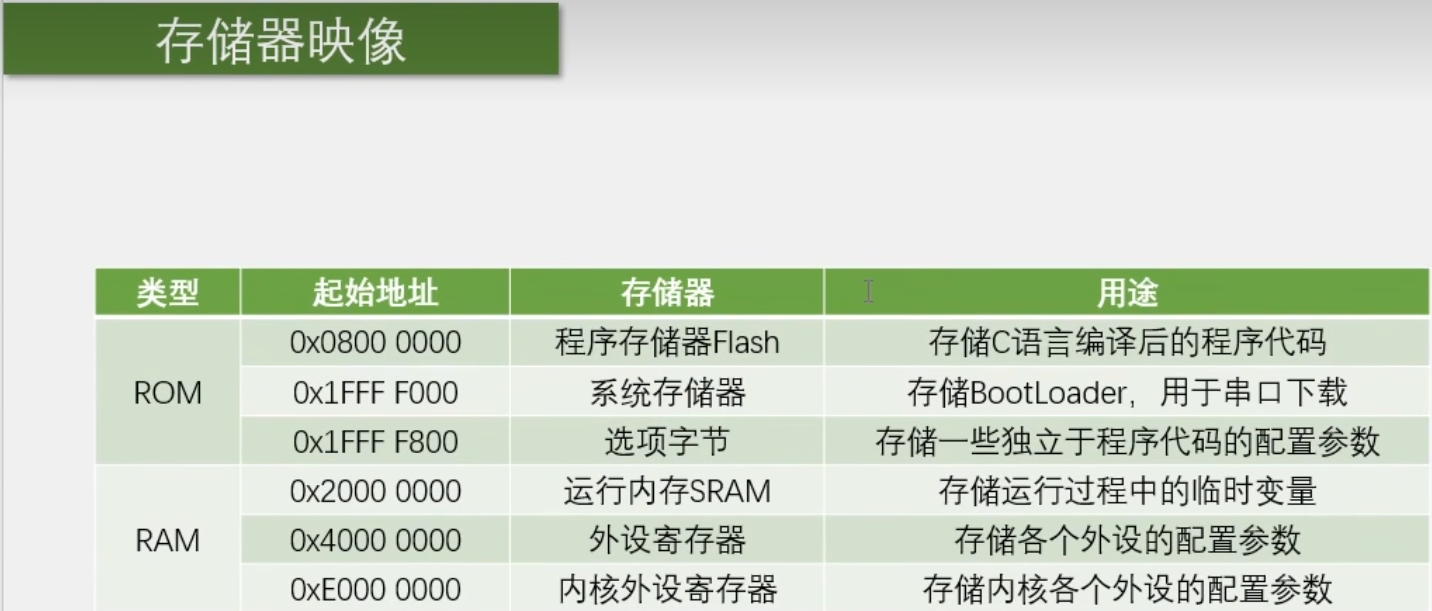 存储器映像
类型 起始地址 存储器 用途
ROM
0x0800 0000 程序存储器Flash 存储C语言编译后的程序代码
0x1FFF F000 系统存储器 存储BootLoader，用于串口下载
0x1FFF F800 选项字节 存储一些独立于程序代码的配置参数
RAM
0x2000 0000 运行内存SRAM 存储运行过程中的临时变量
0x4000 0000 外设寄存器 存储各个外设的配置参数
0xE000 0000 内核外设寄存器 存储内核各个外设的配置参数